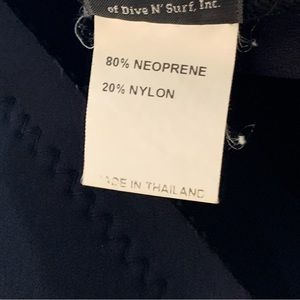 of Dive N' Surf, Inc.
80% NEOPRENE
20% NYLON
MADE IN THAILAND